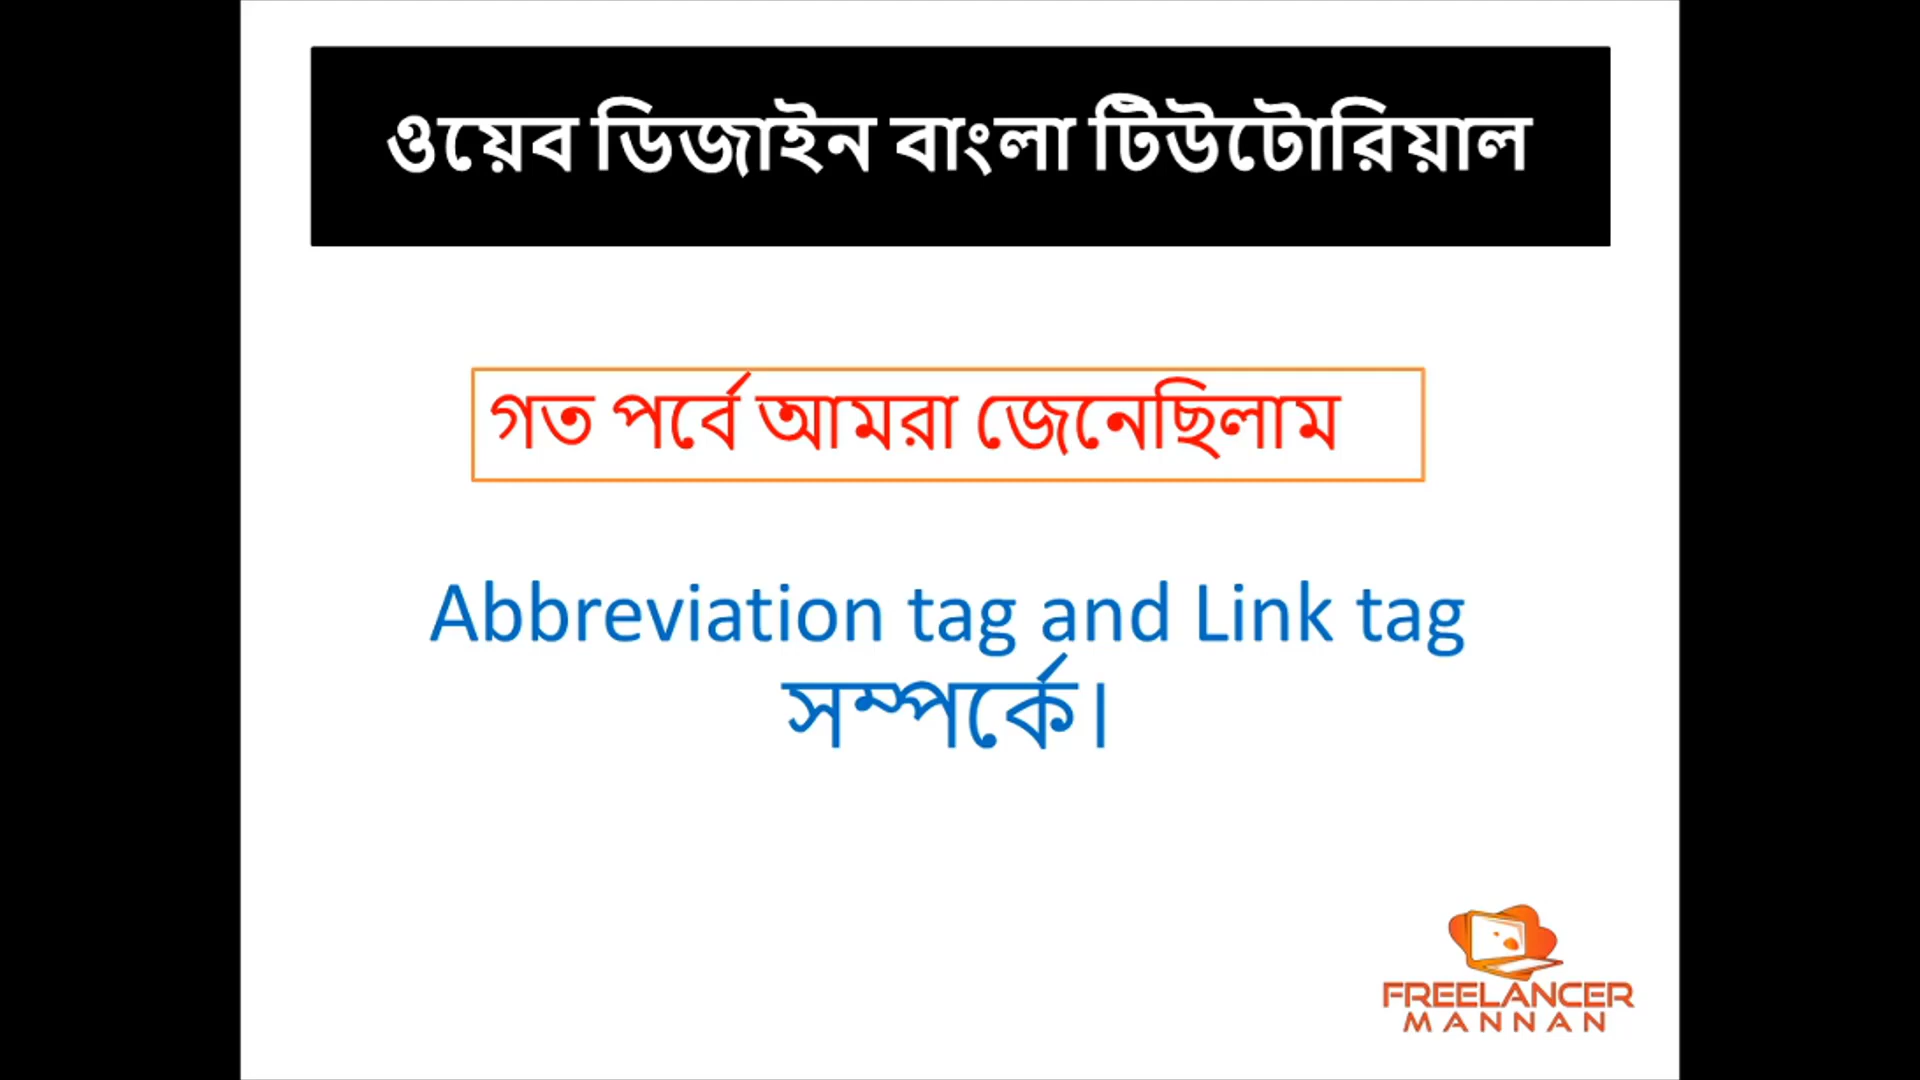 ওয়েব ডিজাইন বাংলা টিউটোরিয়াল
গত পর্বে আমরা জেনেছিলাম
Abbreviation tag and Link tag
সম্পর্কে।
FREELANCER
MANNAN